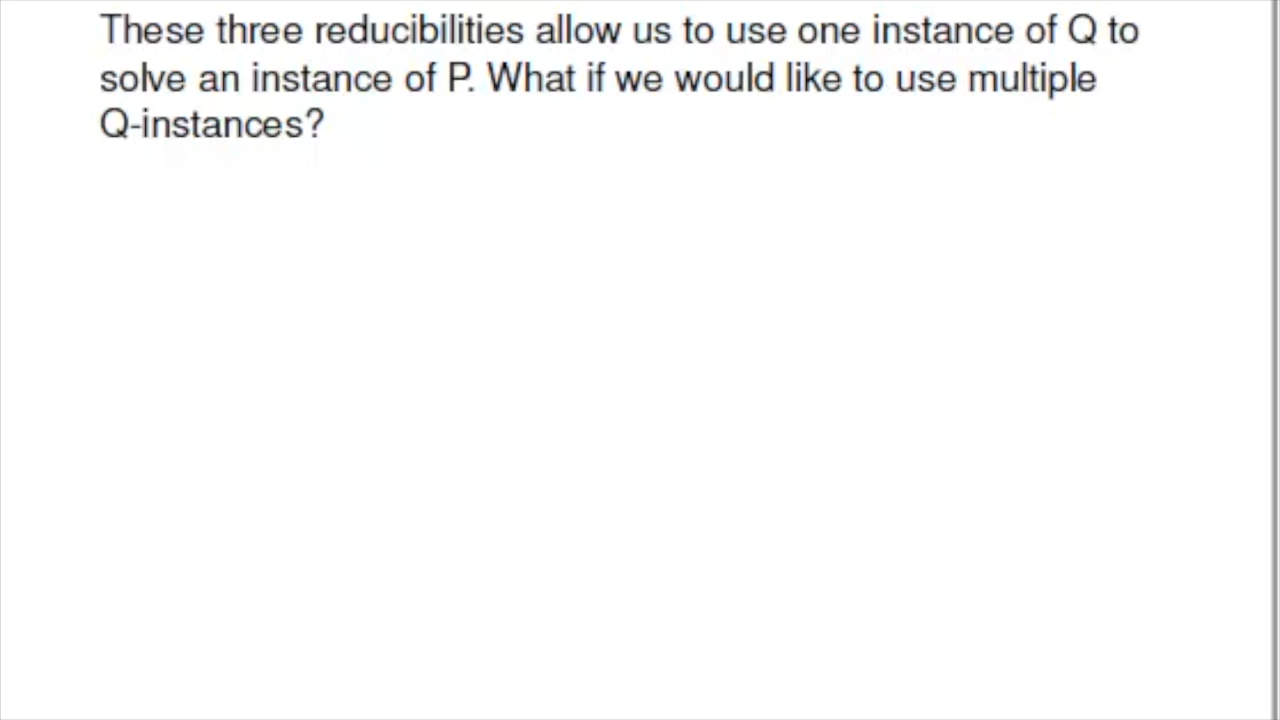 These three reducibilities allow us to use one instance of Q to
solve an instance of P. What if we would like to use multiple
Q-instances?